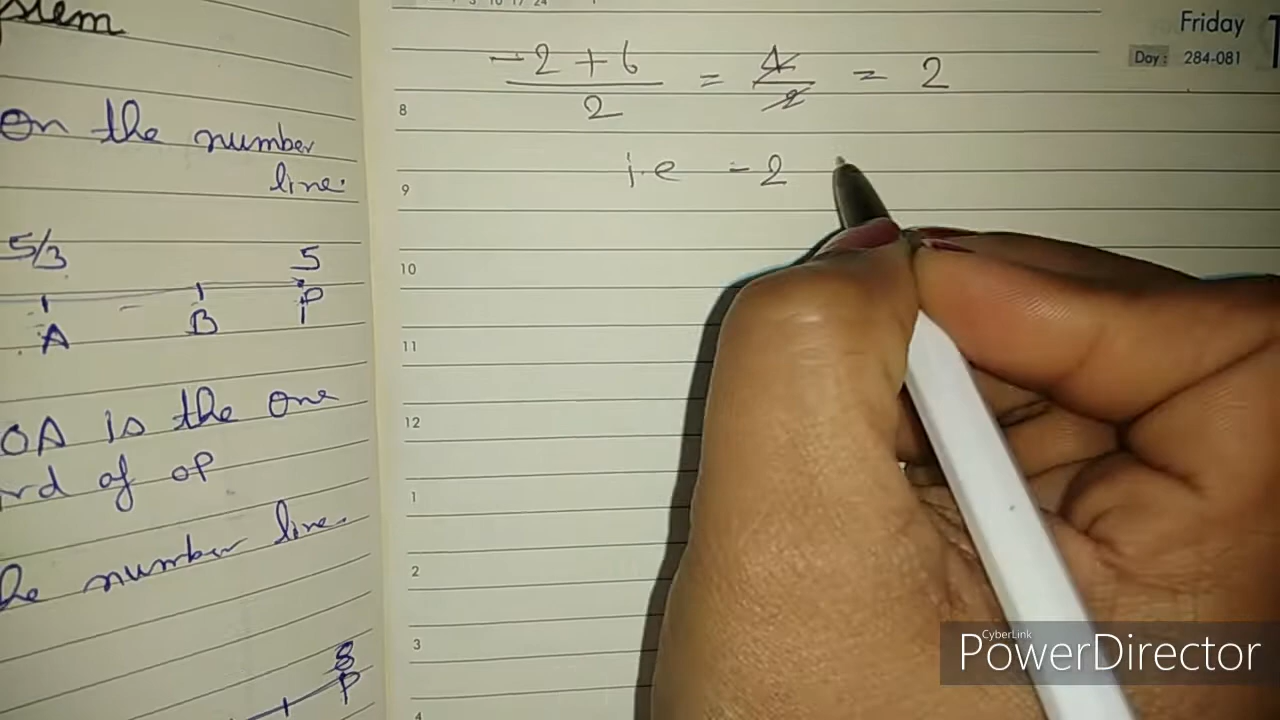 stem
On the number
line.
5/3 5
A B P
OA is the one
rd of OP
he number line.
8
P
Friday
Day: 284-081
-2 + 6 / 2 = 4/2 = 2
i.e -2
8
9
10
11
12
1
2
3
4
CyberLink
PowerDirector